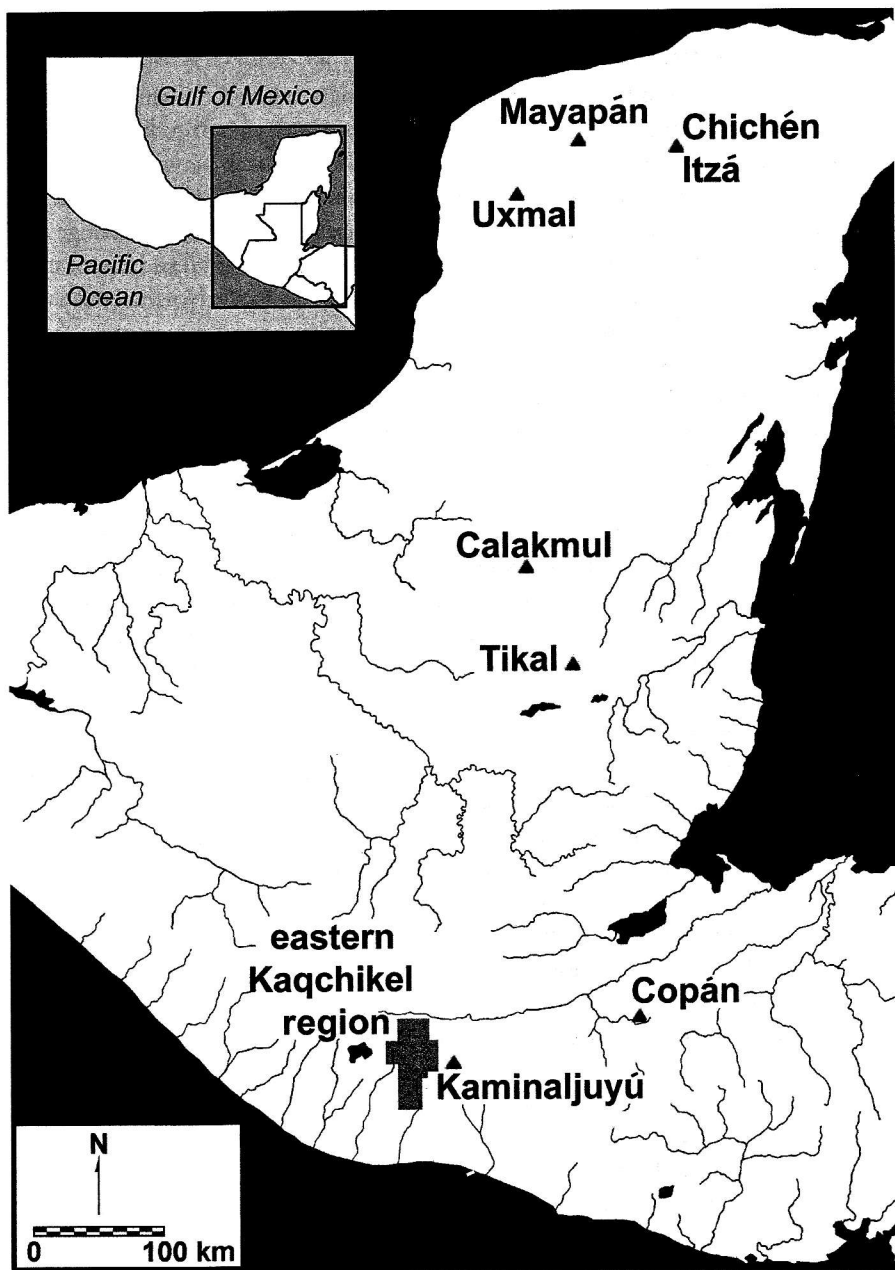 Gulf of Mexico
Pacific
Ocean
Mayapán
Chichén
Itzá
Uxmal
Calakmul
Tikal
eastern
Kaqchikel
region
Copán
Kaminaljuyú
N
0 100 km